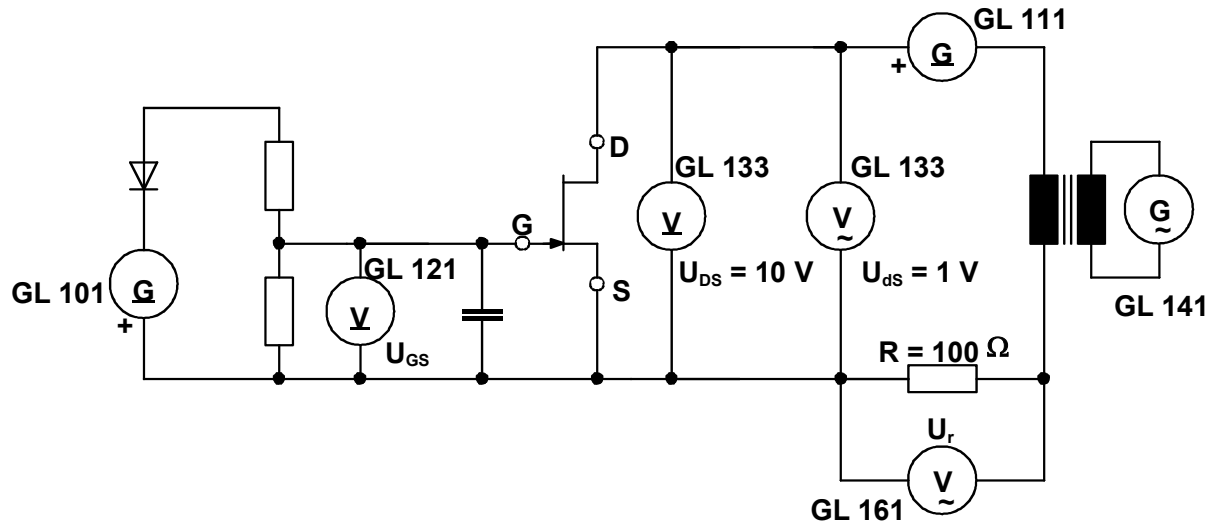 GL 111
+ G
D
GL 133
GL 133
V
V
~
G
~
G
GL 121
GL 101
G
+
V
U_GS
S
U_DS = 10 V
U_dS = 1 V
GL 141
R = 100 Ω
U_r
V
~
GL 161